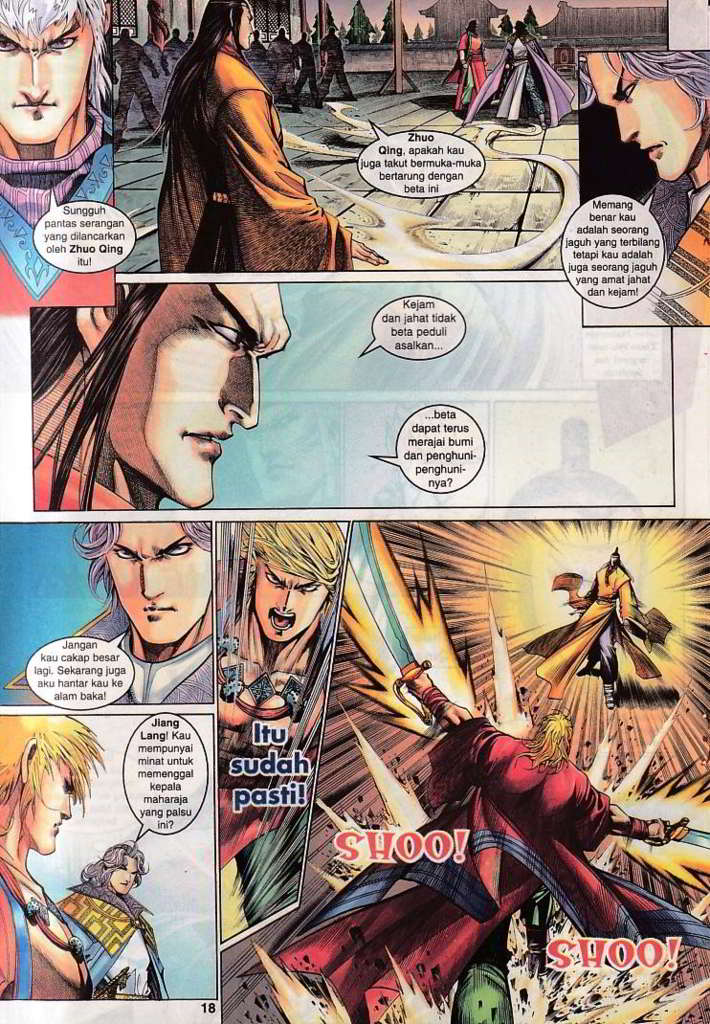 Sungguh
pantas serangan
yang dilancarkan
oleh Zhuo Qing
itu!
Zhuo
Qing, apakah kau
juga takut bermuka-muka
bertarung dengan
beta ini
Memang
benar kau
adalah seorang
jaguh yang terbilang
tetapi kau adalah
juga seorang jaguh
yang amat jahat
dan kejam!
Kejam
dan jahat tidak
beta peduli
asalkan...
...beta
dapat terus
merajai bumi
dan penghuni-
penghuni-
nya?
Jangan
kau cakap besar
lagi. Sekarang juga
aku hantar kau ke
alam baka!
Itu
sudah
pasti!
Jiang
Lang! Kau
mempunyai
minat untuk
memenggal
kepala
maharaja
yang palsu
ini?
SHOO!
SHOO!
18